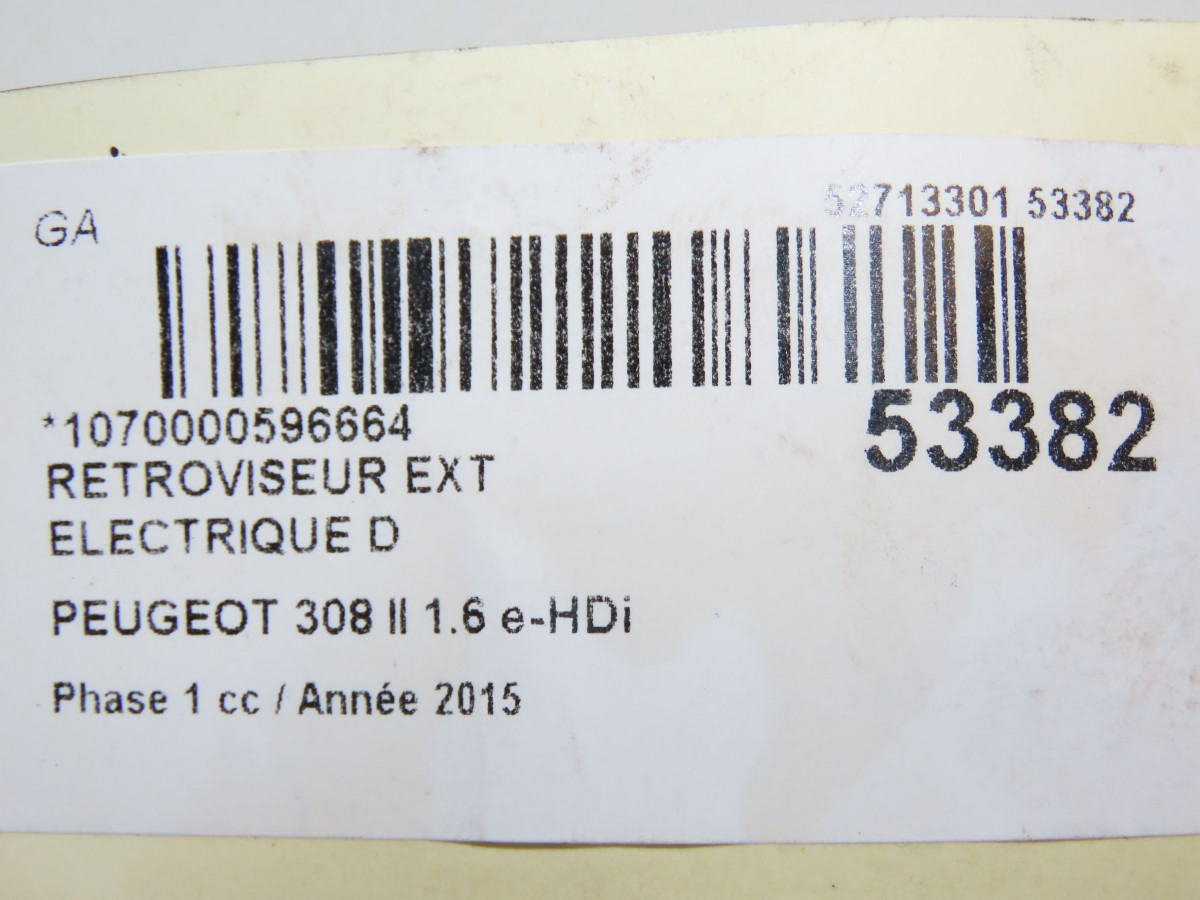 GA
52713301 53382
*1070000596664
53382
RETROVISEUR EXT
ELECTRIQUE D
PEUGEOT 308 II 1.6 e-HDi
Phase 1 cc / Année 2015